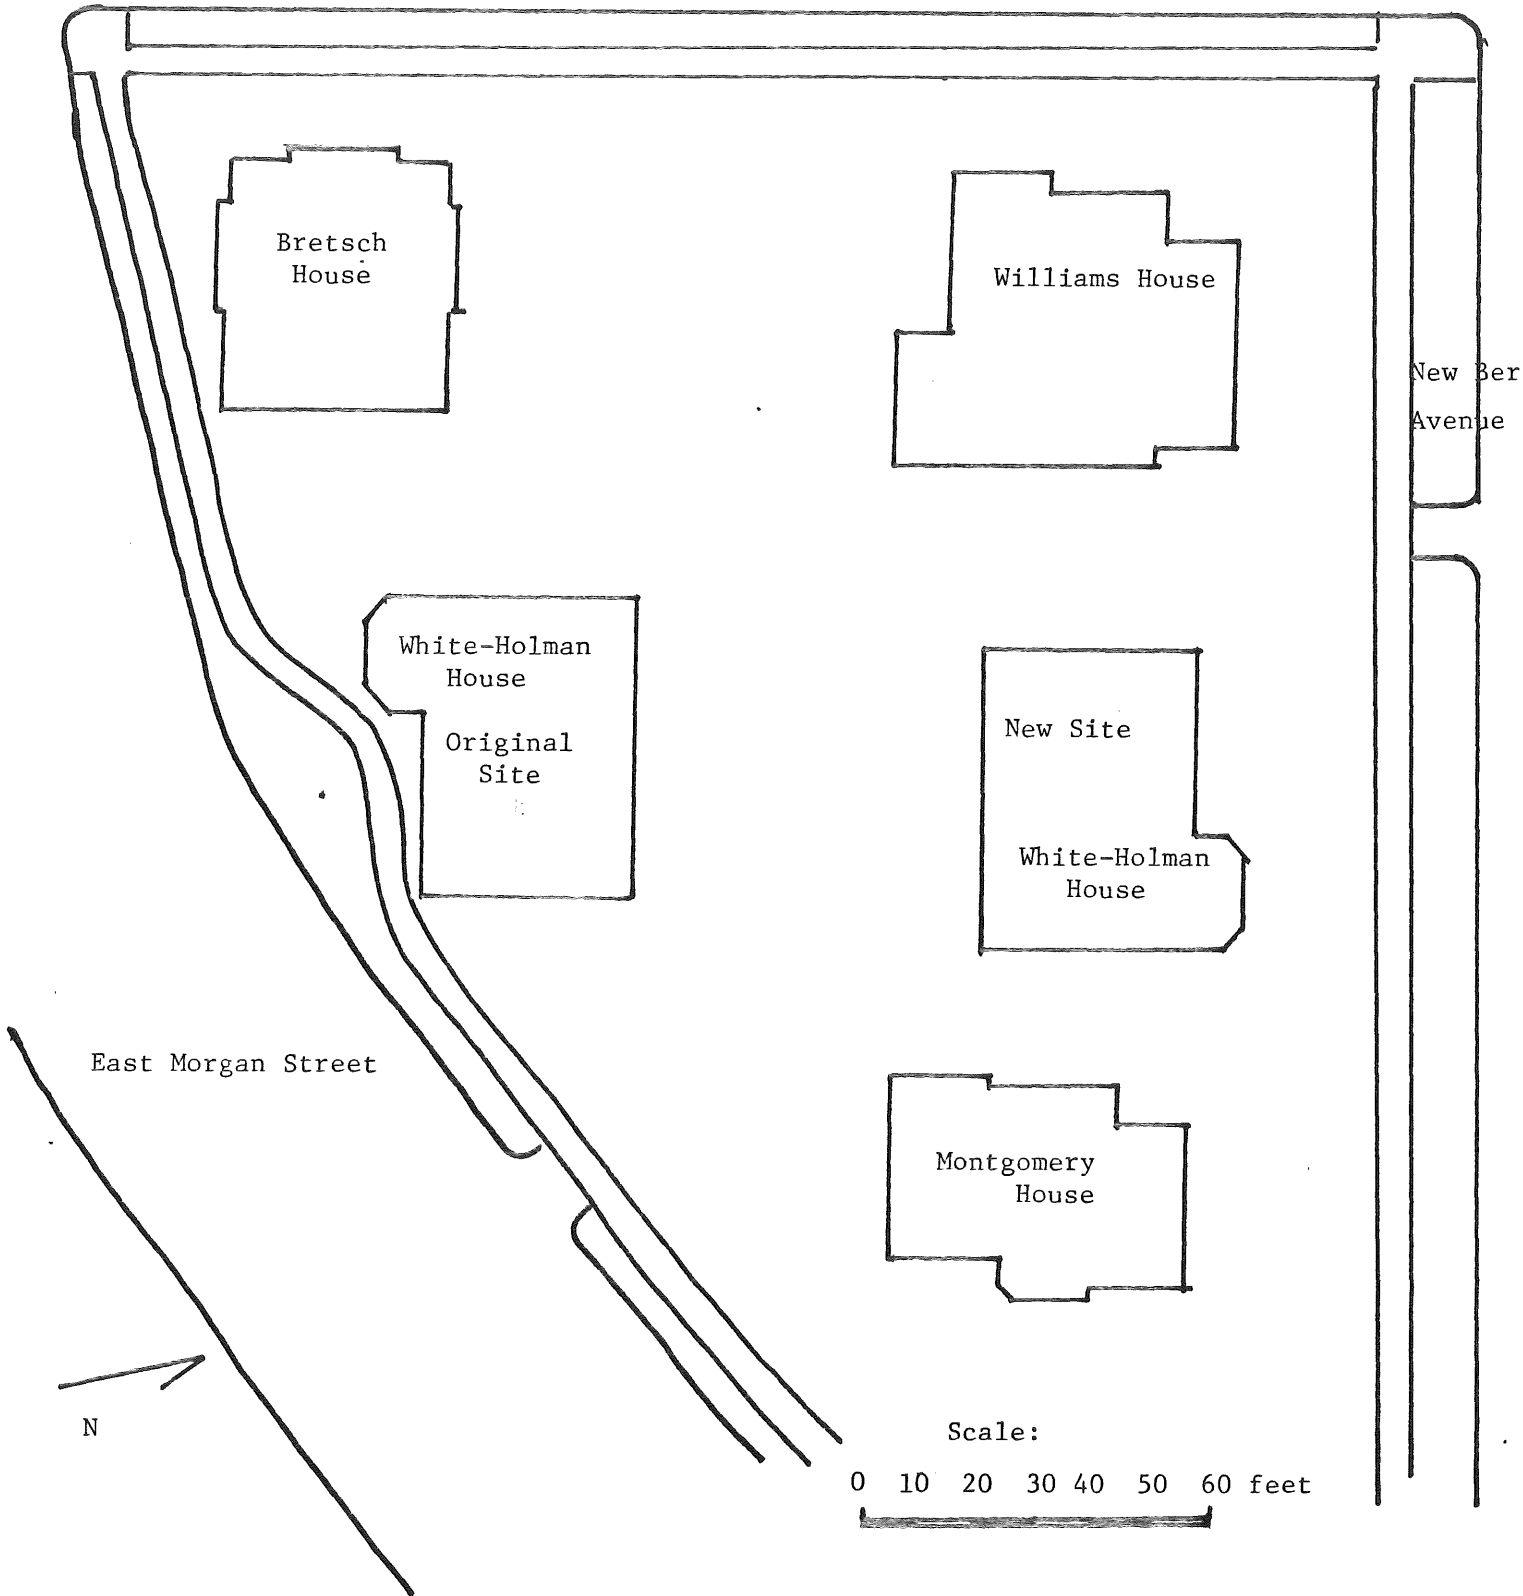 Bretsch
House
Williams House
New Ber
Avenue
White-Holman
House
Original
Site
New Site
White-Holman
House
East Morgan Street
Montgomery
House
N
Scale:
0 10 20 30 40 50 60 feet